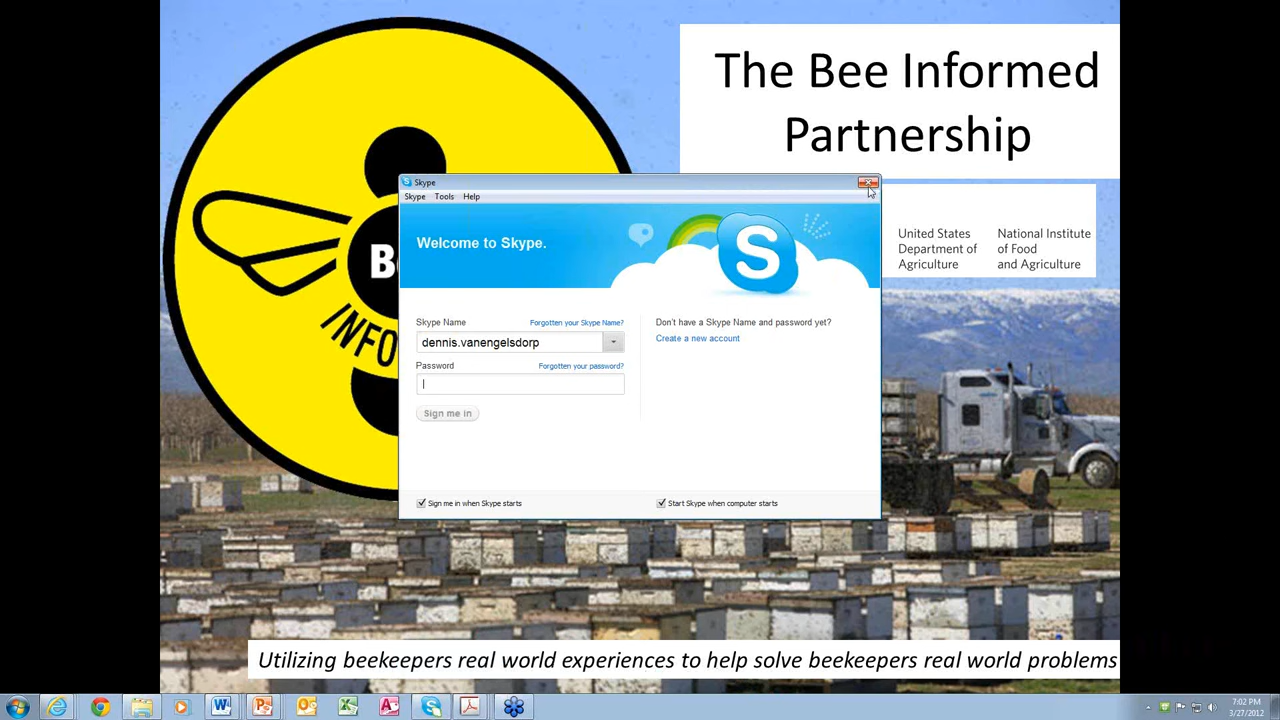 The Bee Informed
Partnership
United States
Department of
Agriculture
National Institute
of Food
and Agriculture
B
INFO
Skype
Skype Tools Help
Welcome to Skype.
Skype Name Forgotten your Skype Name?
dennis.vanengelsdorp
Password Forgotten your password?
Sign me in
Don't have a Skype Name and password yet?
Create a new account
Sign me in when Skype starts
Start Skype when computer starts
Utilizing beekeepers real world experiences to help solve beekeepers real world problems
7:02 PM
3/27/2012